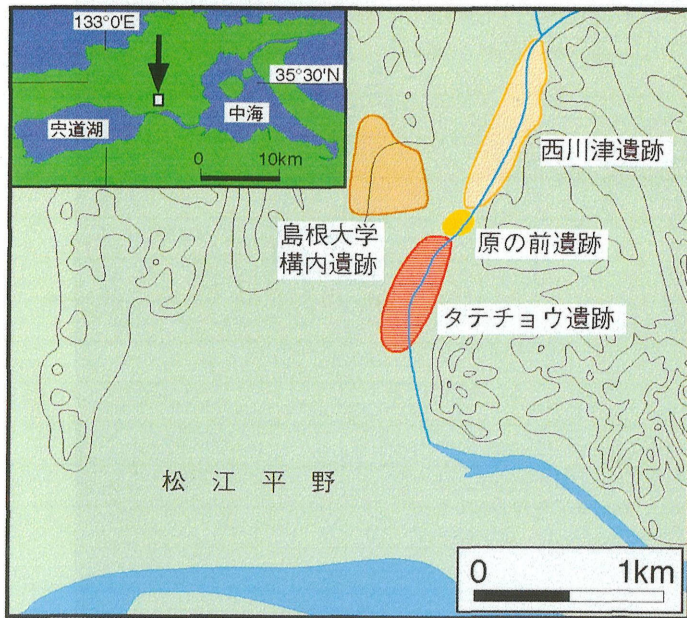 133°0'E
35°30'N
宍道湖
中海
0 10km
西川津遺跡
島根大学
構内遺跡
原の前遺跡
タテチョウ遺跡
松江平野
0 1km